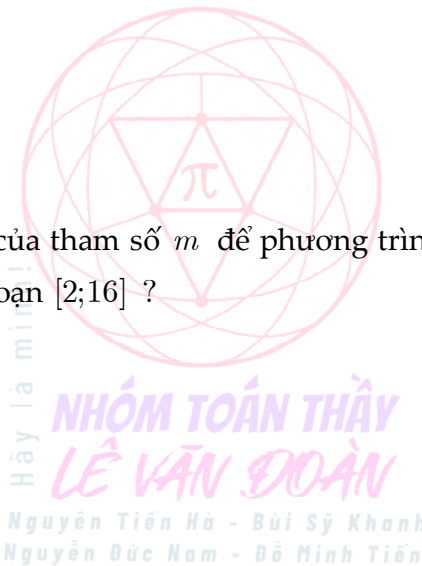 π
của tham số m để phương trìn
oạn [2;16] ?
Hãy là mình!
NHÓM TOÁN THẦY
LÊ VĂN ĐOÀN
Nguyễn Tiến Hà - Bùi Sỹ Khanh
Nguyễn Đức Nam - Đỗ Minh Tiến